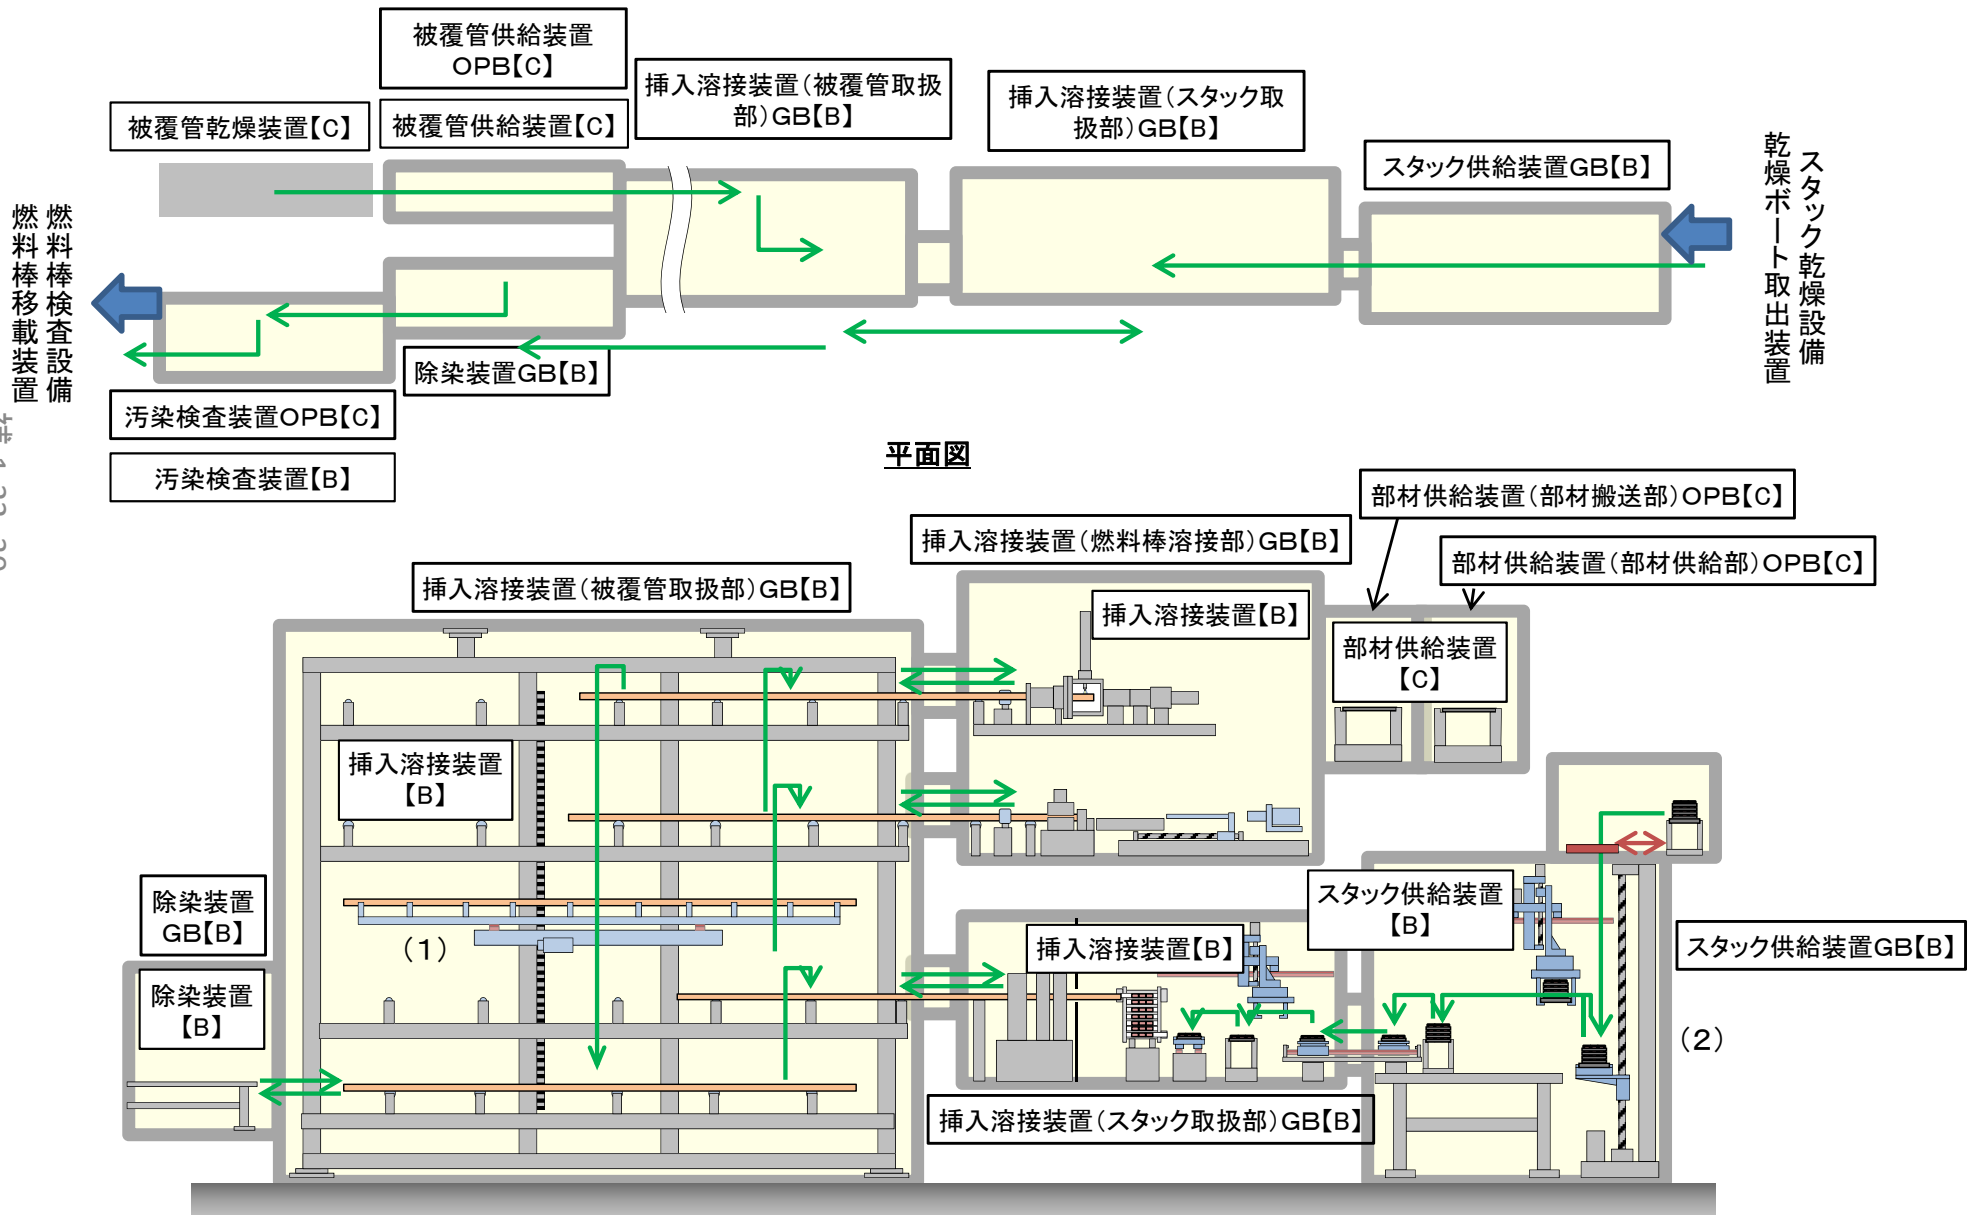 被覆管供給装置
OPB【C】
挿入溶接装置（被覆管取扱
部）GB【B】
挿入溶接装置（スタック取
扱部）GB【B】
被覆管乾燥装置【C】
被覆管供給装置【C】
スタック供給装置GB【B】
スタック乾燥設備
乾燥ボート取出装置
燃料棒検査設備
燃料棒移載装置
除染装置GB【B】
汚染検査装置OPB【C】
汚染検査装置【B】
平面図
部材供給装置（部材搬送部）OPB【C】
挿入溶接装置（燃料棒溶接部）GB【B】
部材供給装置（部材供給部）OPB【C】
挿入溶接装置（被覆管取扱部）GB【B】
挿入溶接装置【B】
部材供給装置
【C】
挿入溶接装置
【B】
除染装置
GB【B】
（1）
スタック供給装置
【B】
挿入溶接装置【B】
スタック供給装置GB【B】
除染装置
【B】
（2）
挿入溶接装置（スタック取扱部）GB【B】